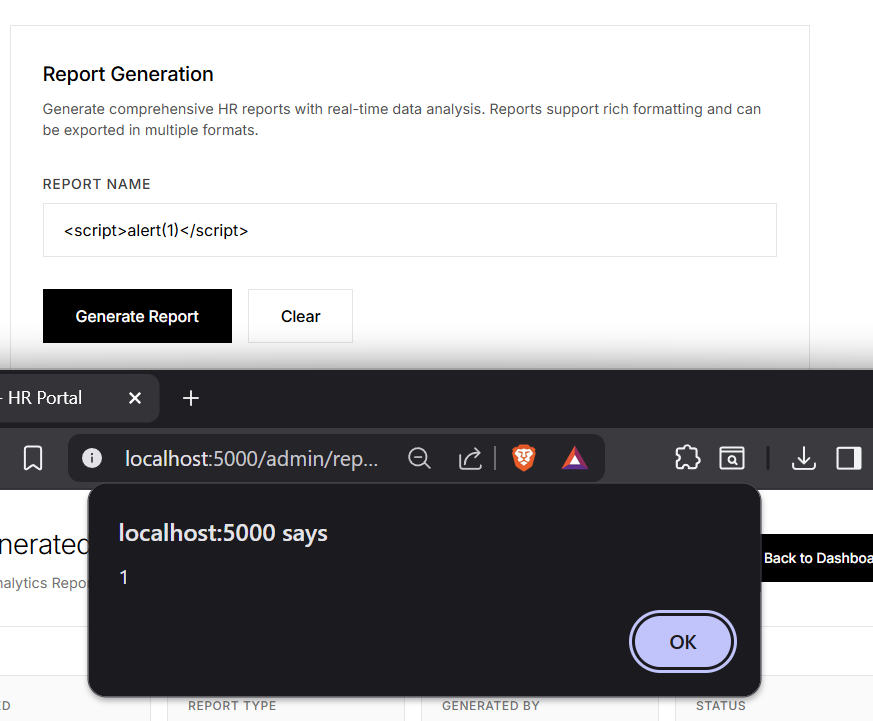 Report Generation
Generate comprehensive HR reports with real-time data analysis. Reports support rich formatting and can
be exported in multiple formats.
REPORT NAME
<script>alert(1)</script>
Generate Report
Clear
- HR Portal
localhost:5000/admin/rep...
localhost:5000 says
1
OK
nerated
nalytics Repo
Back to Dashboa
D
REPORT TYPE
GENERATED BY
STATUS